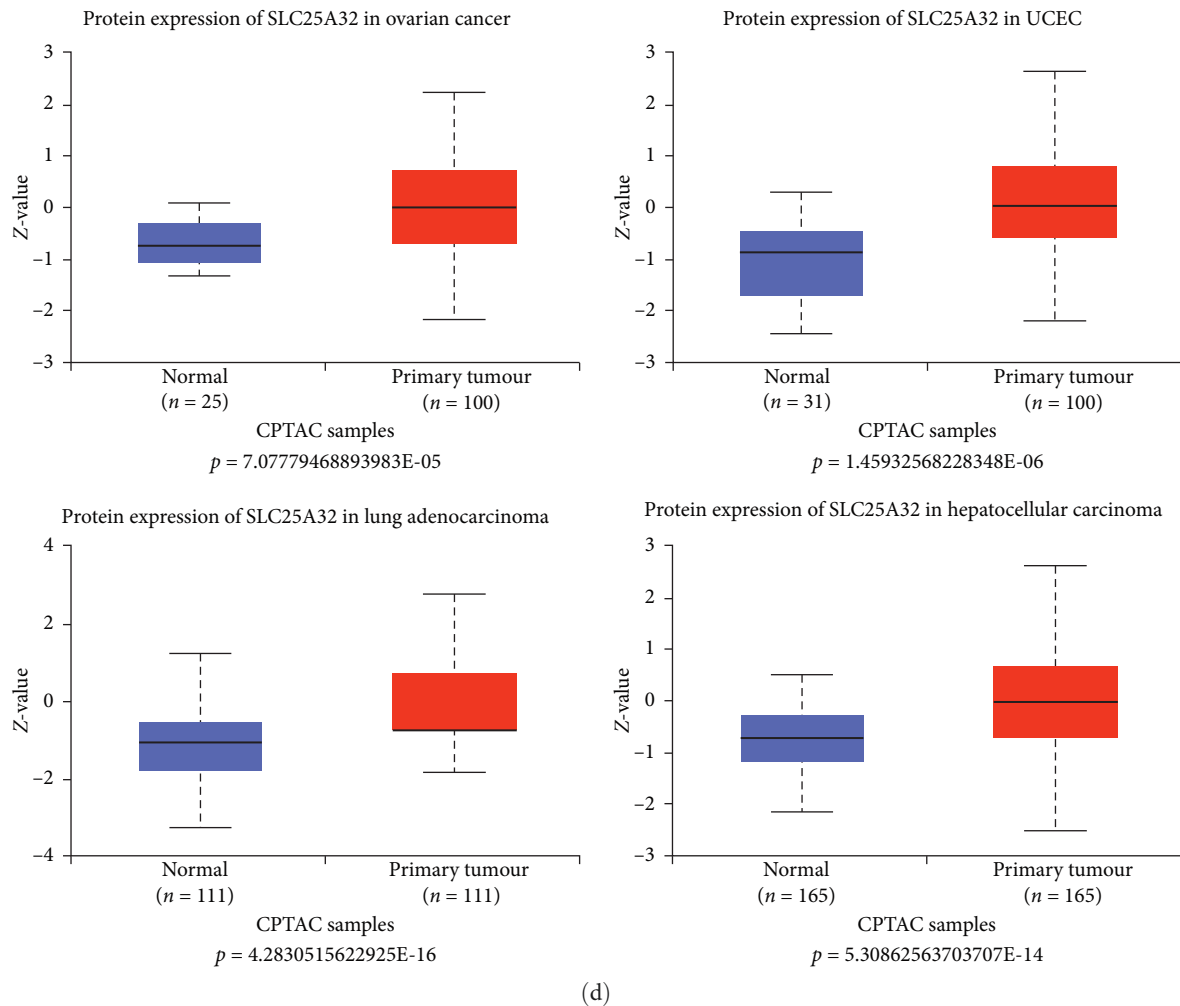 Protein expression of SLC25A32 in ovarian cancer
3
2
1
0
–1
–2
–3
Z-value
Normal
(n = 25)
Primary tumour
(n = 100)
CPTAC samples
p = 7.07779468893983E-05
Protein expression of SLC25A32 in UCEC
3
2
1
0
–1
–2
–3
Z-value
Normal
(n = 31)
Primary tumour
(n = 100)
CPTAC samples
p = 1.45932568228348E-06
Protein expression of SLC25A32 in lung adenocarcinoma
4
2
0
–2
–4
Z-value
Normal
(n = 111)
Primary tumour
(n = 111)
CPTAC samples
p = 4.2830515622925E-16
Protein expression of SLC25A32 in hepatocellular carcinoma
3
2
1
0
–1
–2
–3
Z-value
Normal
(n = 165)
Primary tumour
(n = 165)
CPTAC samples
p = 5.30862563703707E-14
(d)